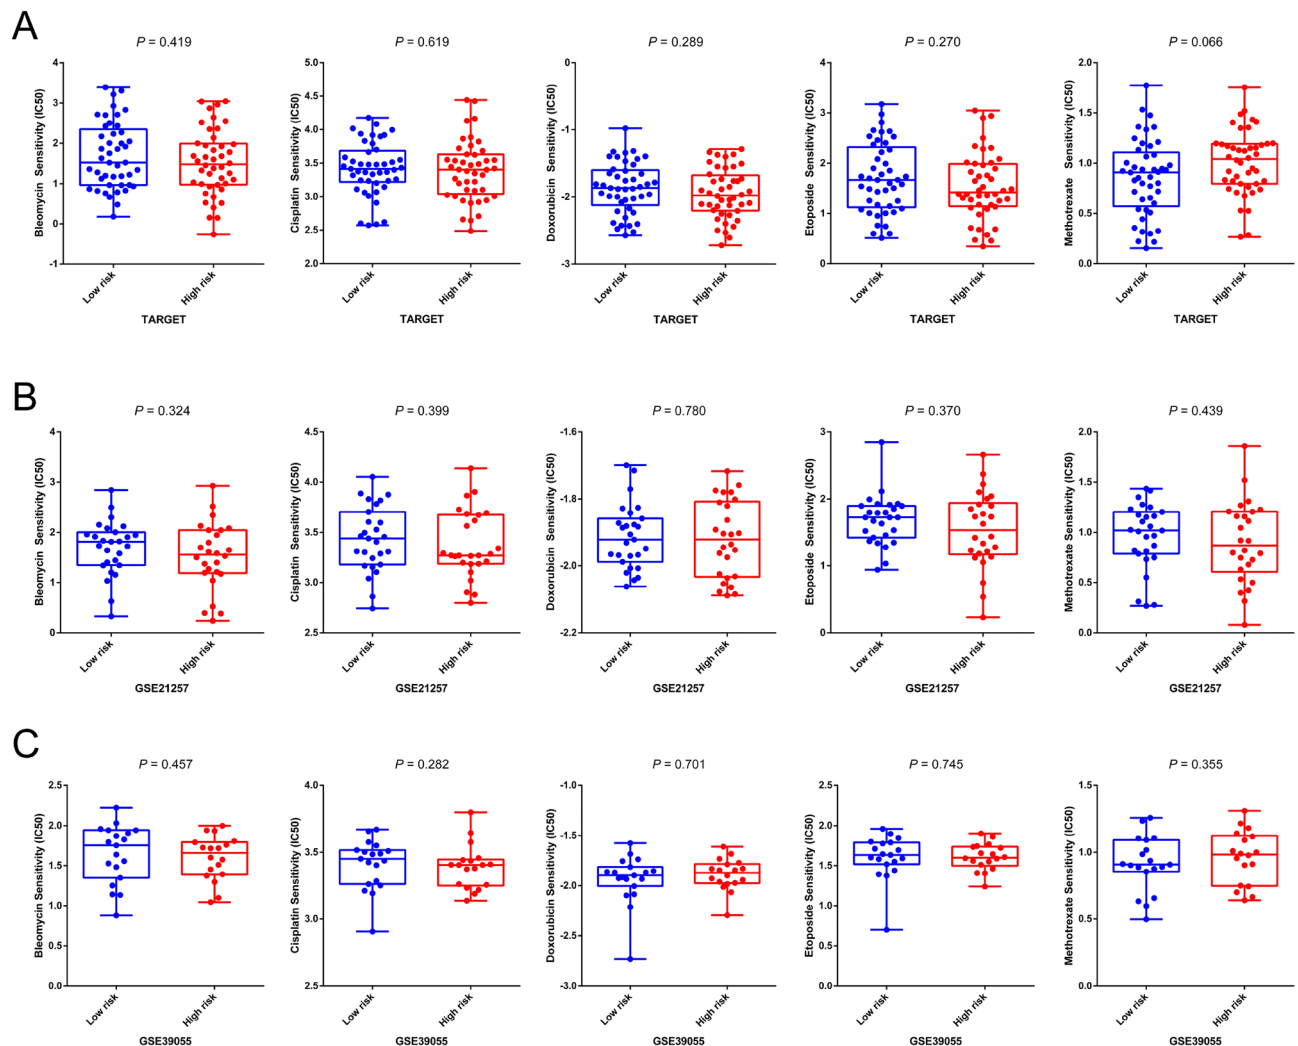 A
P = 0.419
P = 0.619
P = 0.289
P = 0.270
P = 0.066
Bleomycin Sensitivity (IC50)
4
3
2
1
0
-1
Low risk
High risk
TARGET
Cisplatin Sensitivity (IC50)
5.0
4.5
4.0
3.5
3.0
2.5
2.0
Low risk
High risk
TARGET
Doxorubicin Sensitivity (IC50)
0
-1
-2
-3
Low risk
High risk
TARGET
Etoposide Sensitivity (IC50)
4
3
2
1
0
Low risk
High risk
TARGET
Methotrexate Sensitivity (IC50)
2.0
1.5
1.0
0.5
0.0
Low risk
High risk
TARGET
B
P = 0.324
P = 0.399
P = 0.780
P = 0.370
P = 0.439
Bleomycin Sensitivity (IC50)
4
3
2
1
0
Low risk
High risk
GSE21257
Cisplatin Sensitivity (IC50)
4.5
4.0
3.5
3.0
2.5
Low risk
High risk
GSE21257
Doxorubicin Sensitivity (IC50)
-1.6
-1.8
-2.0
-2.2
Low risk
High risk
GSE21257
Etoposide Sensitivity (IC50)
3
2
1
0
Low risk
High risk
GSE21257
Methotrexate Sensitivity (IC50)
2.0
1.5
1.0
0.5
0.0
Low risk
High risk
GSE21257
C
P = 0.457
P = 0.282
P = 0.701
P = 0.745
P = 0.355
Bleomycin Sensitivity (IC50)
2.5
2.0
1.5
1.0
0.5
0.0
Low risk
High risk
GSE39055
Cisplatin Sensitivity (IC50)
4.0
3.5
3.0
2.5
Low risk
High risk
GSE39055
Doxorubicin Sensitivity (IC50)
-1.0
-1.5
-2.0
-2.5
-3.0
Low risk
High risk
GSE39055
Etoposide Sensitivity (IC50)
2.5
2.0
1.5
1.0
0.5
0.0
Low risk
High risk
GSE39055
Methotrexate Sensitivity (IC50)
1.5
1.0
0.5
0.0
Low risk
High risk
GSE39055